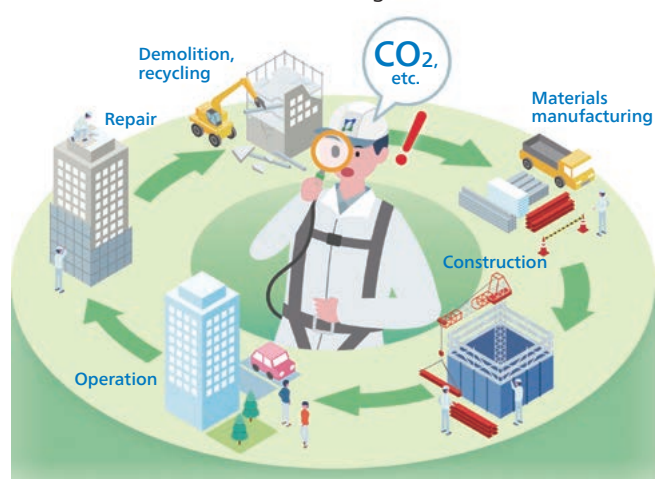 CO₂,
etc.
Demolition,
recycling
Materials
manufacturing
Repair
Construction
Operation